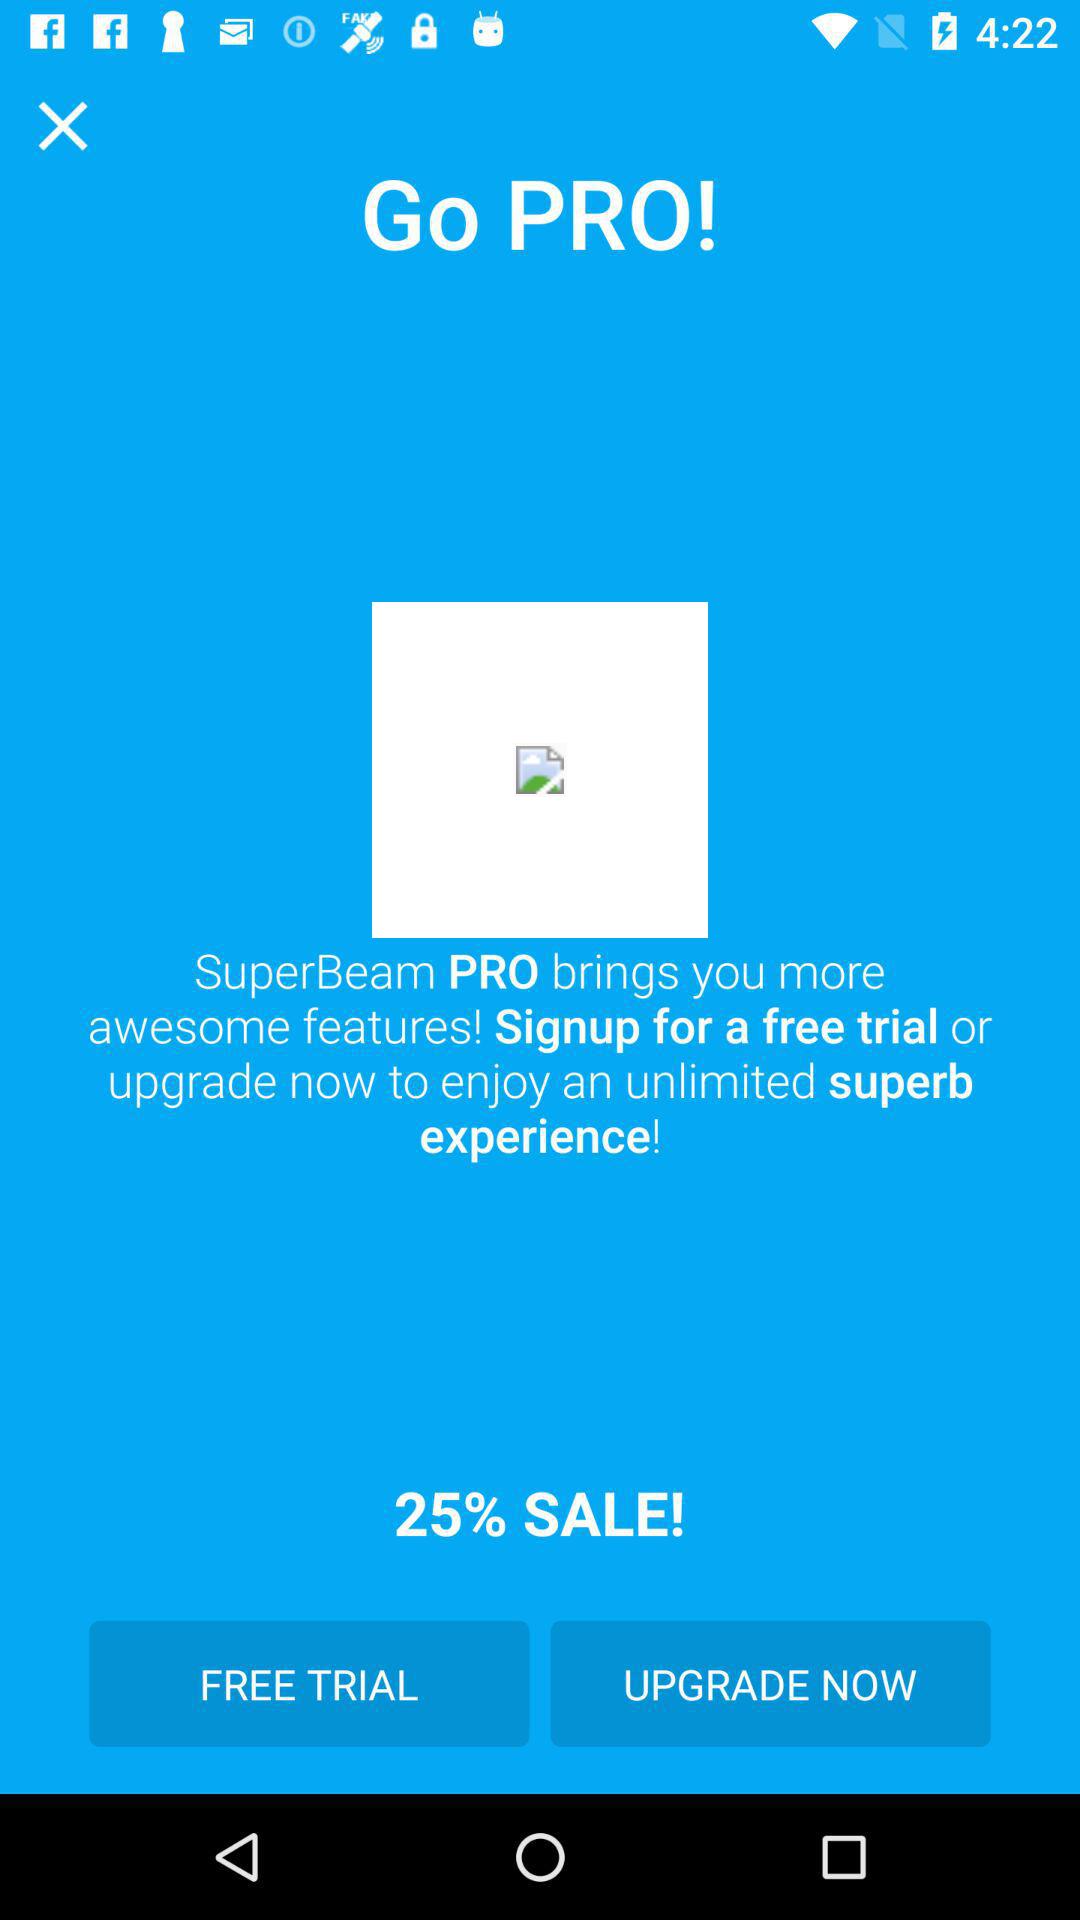 FAKE
4:22
Go PRO!
SuperBeam PRO brings you more
awesome features! Signup for a free trial or
upgrade now to enjoy an unlimited superb
experience!
25% SALE!
FREE TRIAL
UPGRADE NOW